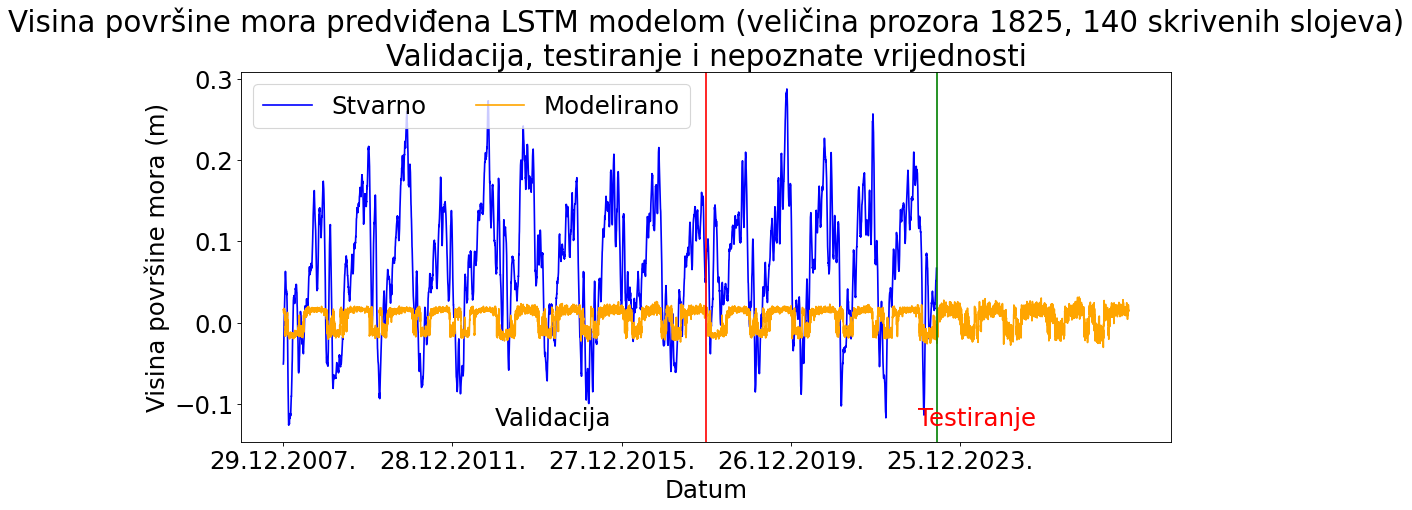 Visina površine mora predviđena LSTM modelom (veličina prozora 1825, 140 skrivenih slojeva)
Validacija, testiranje i nepoznate vrijednosti
Visina površine mora (m)
0.3
0.2
0.1
0.0
−0.1
Stvarno
Modelirano
Validacija
Testiranje
29.12.2007.
28.12.2011.
27.12.2015.
26.12.2019.
25.12.2023.
Datum